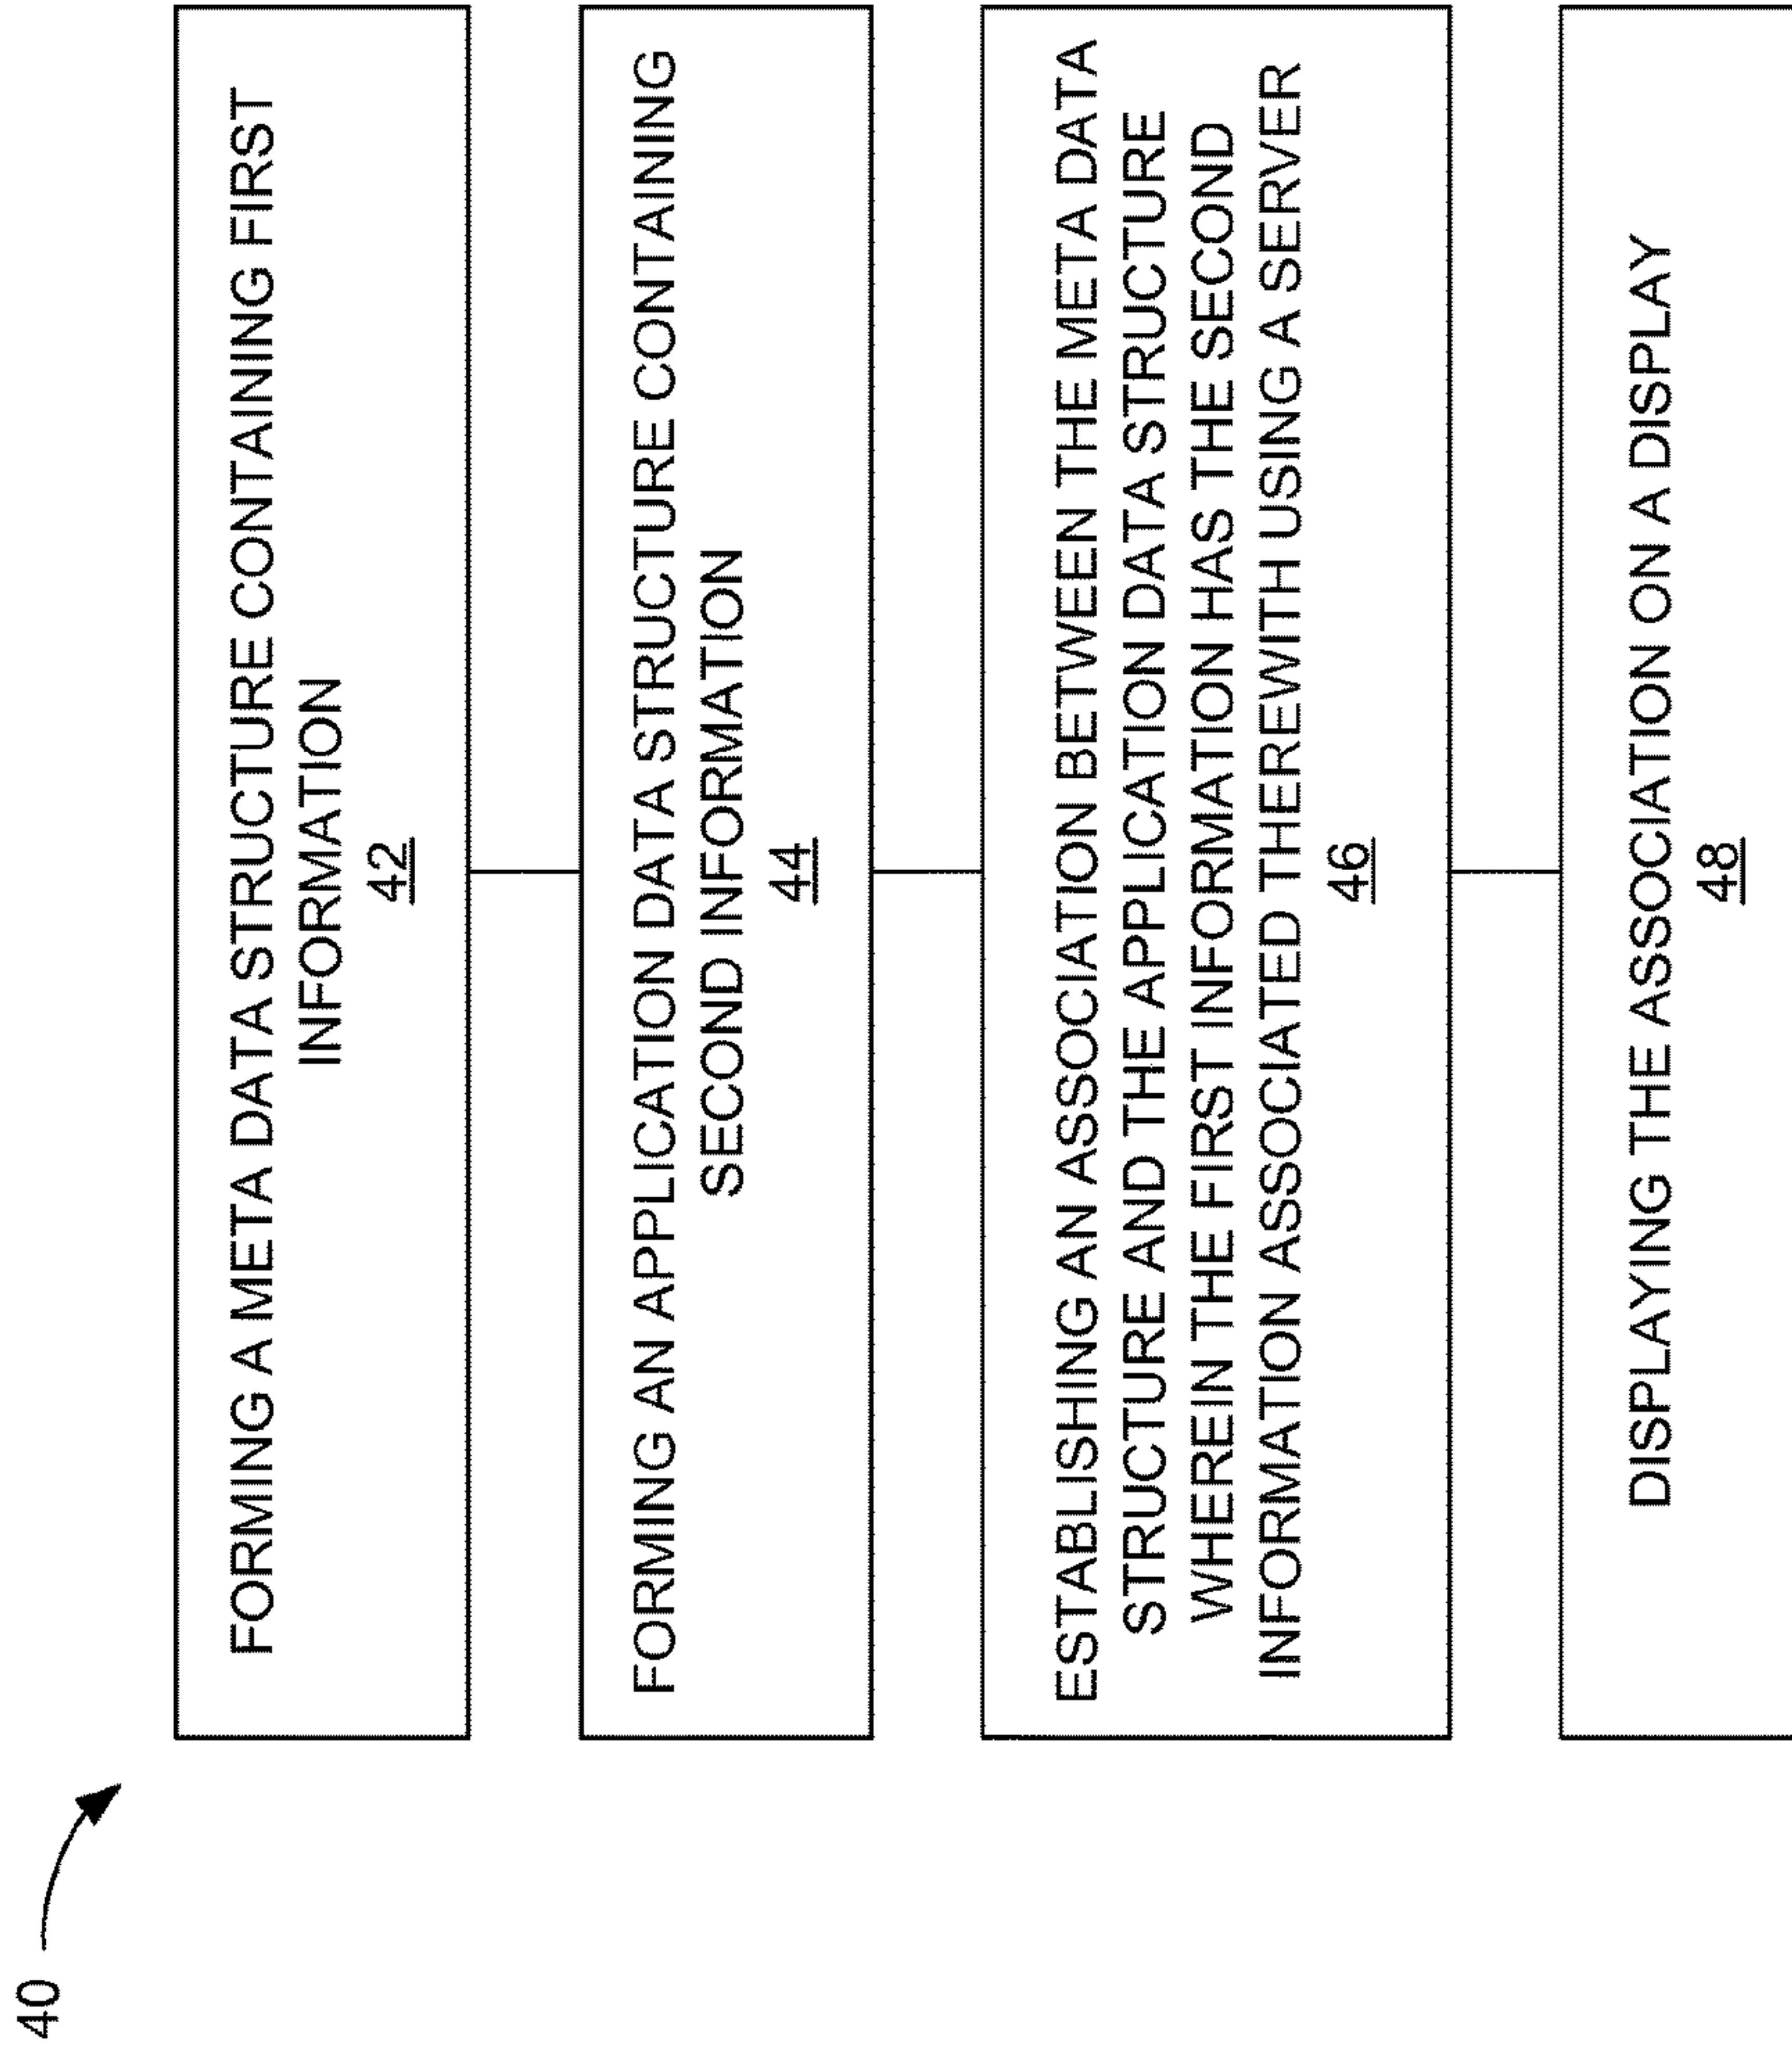 40
FORMING A META DATA STRUCTURE CONTAINING FIRST
INFORMATION
42
FORMING AN APPLICATION DATA STRUCTURE CONTAINING
SECOND INFORMATION
44
ESTABLISHING AN ASSOCIATION BETWEEN THE META DATA
STRUCTURE AND THE APPLICATION DATA STRUCTURE
WHEREIN THE FIRST INFORMATION HAS THE SECOND
INFORMATION ASSOCIATED THEREWITH USING A SERVER
46
DISPLAYING THE ASSOCIATION ON A DISPLAY
48